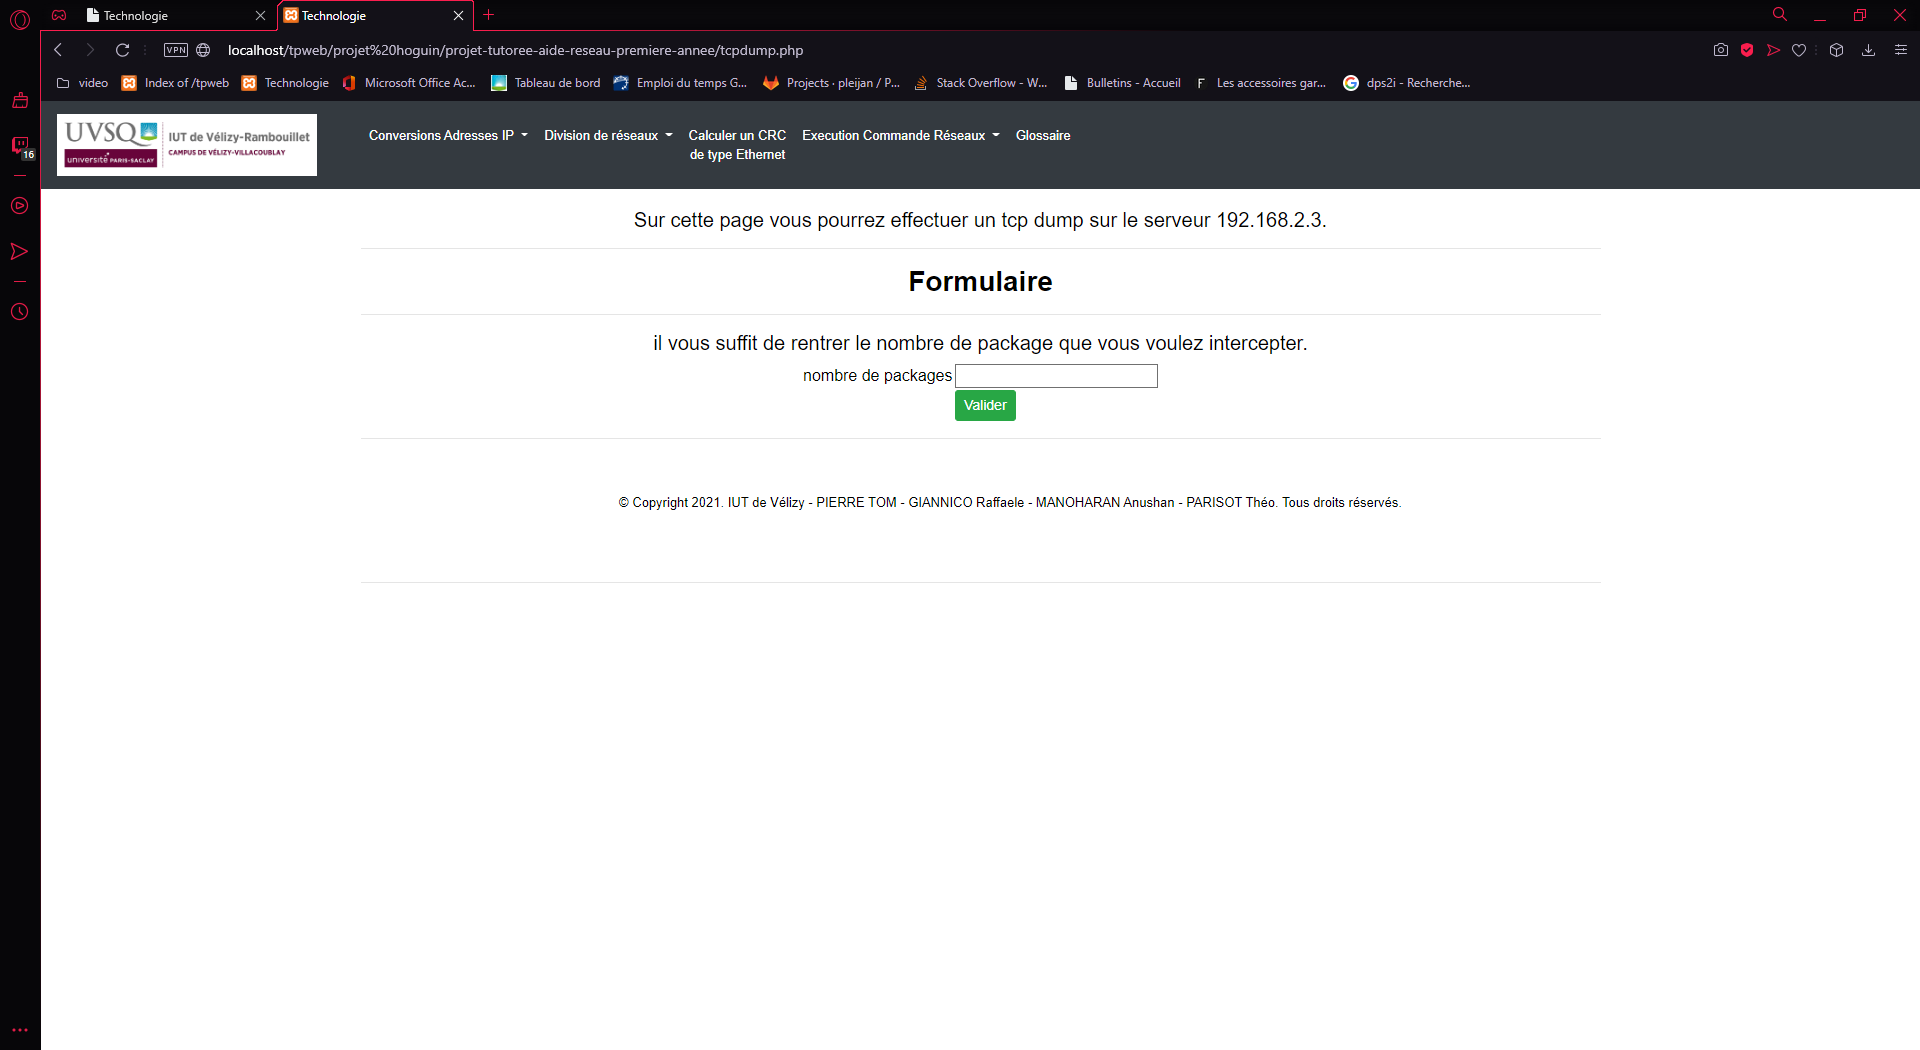 Technologie
Technologie
VPN
localhost/tpweb/projet%20hoguin/projet-tutoree-aide-reseau-premiere-annee/tcpdump.php
video
Index of /tpweb
Technologie
Microsoft Office Ac...
Tableau de bord
Emploi du temps G...
Projects · pleijan / P...
Stack Overflow - W...
Bulletins - Accueil
F
Les accessoires gar...
dps2i - Recherche...
16
UVSQ
université PARIS-SACLAY
IUT de Vélizy-Rambouillet
CAMPUS DE VÉLIZY-VILLACOUBLAY
Conversions Adresses IP
Division de réseaux
Calculer un CRC
de type Ethernet
Execution Commande Réseaux
Glossaire
Sur cette page vous pourrez effectuer un tcp dump sur le serveur 192.168.2.3.
Formulaire
il vous suffit de rentrer le nombre de package que vous voulez intercepter.
nombre de packages
Valider
© Copyright 2021. IUT de Vélizy - PIERRE TOM - GIANNICO Raffaele - MANOHARAN Anushan - PARISOT Théo. Tous droits réservés.